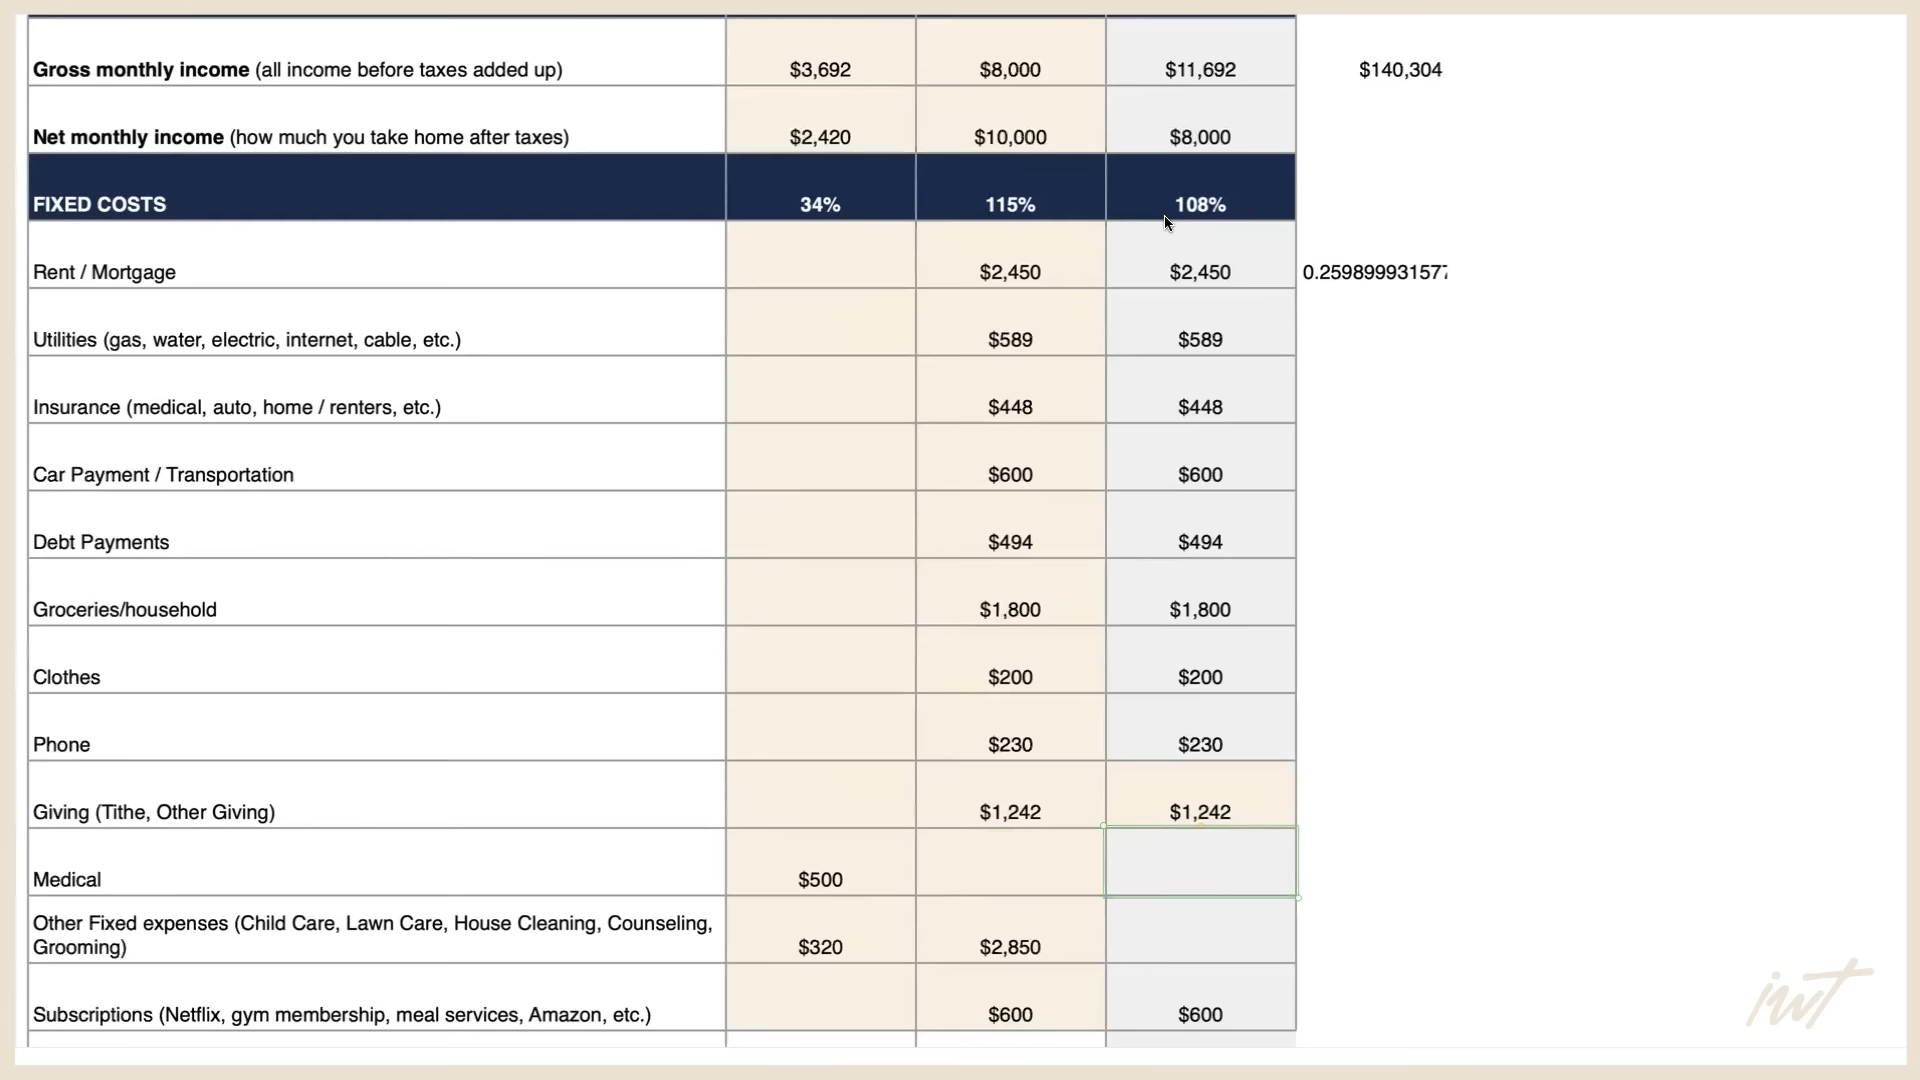 Gross monthly income (all income before taxes added up) $3,692 $8,000 $11,692 $140,304
Net monthly income (how much you take home after taxes) $2,420 $10,000 $8,000
FIXED COSTS 34% 115% 108%
Rent / Mortgage $2,450 $2,450 0.259899931577
Utilities (gas, water, electric, internet, cable, etc.) $589 $589
Insurance (medical, auto, home / renters, etc.) $448 $448
Car Payment / Transportation $600 $600
Debt Payments $494 $494
Groceries/household $1,800 $1,800
Clothes $200 $200
Phone $230 $230
Giving (Tithe, Other Giving) $1,242 $1,242
Medical $500
Other Fixed expenses (Child Care, Lawn Care, House Cleaning, Counseling,
Grooming) $320 $2,850
Subscriptions (Netflix, gym membership, meal services, Amazon, etc.) $600 $600
iwt